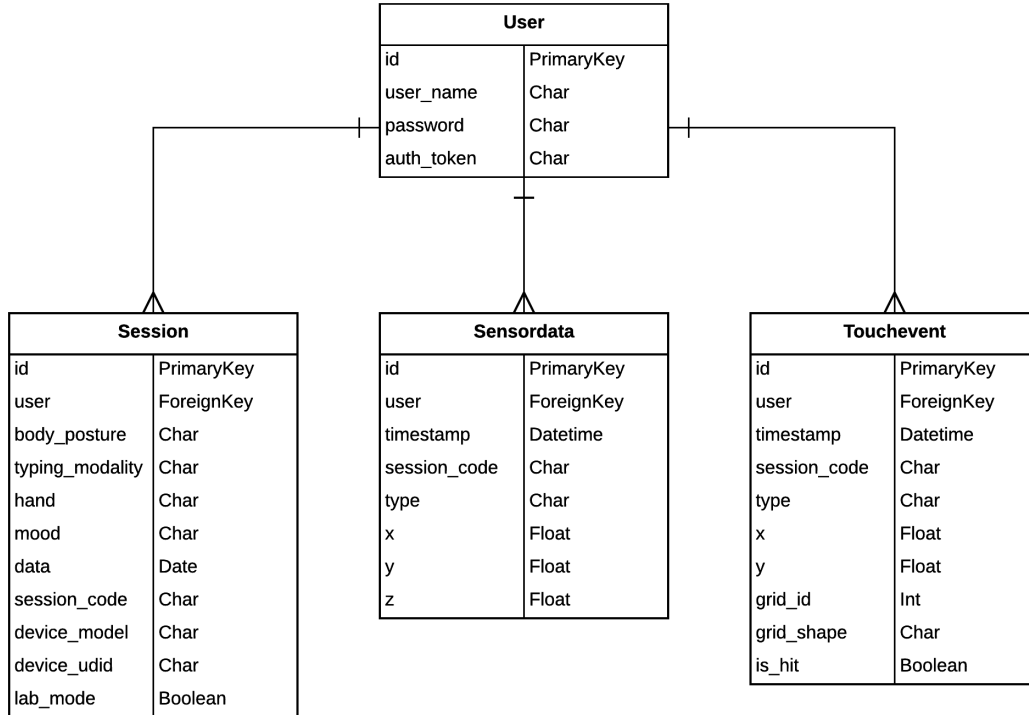 User
id PrimaryKey
user_name Char
password Char
auth_token Char
Session
id PrimaryKey
user ForeignKey
body_posture Char
typing_modality Char
hand Char
mood Char
data Date
session_code Char
device_model Char
device_udid Char
lab_mode Boolean
Sensordata
id PrimaryKey
user ForeignKey
timestamp Datetime
session_code Char
type Char
x Float
y Float
z Float
Touchevent
id PrimaryKey
user ForeignKey
timestamp Datetime
session_code Char
type Char
x Float
y Float
grid_id Int
grid_shape Char
is_hit Boolean